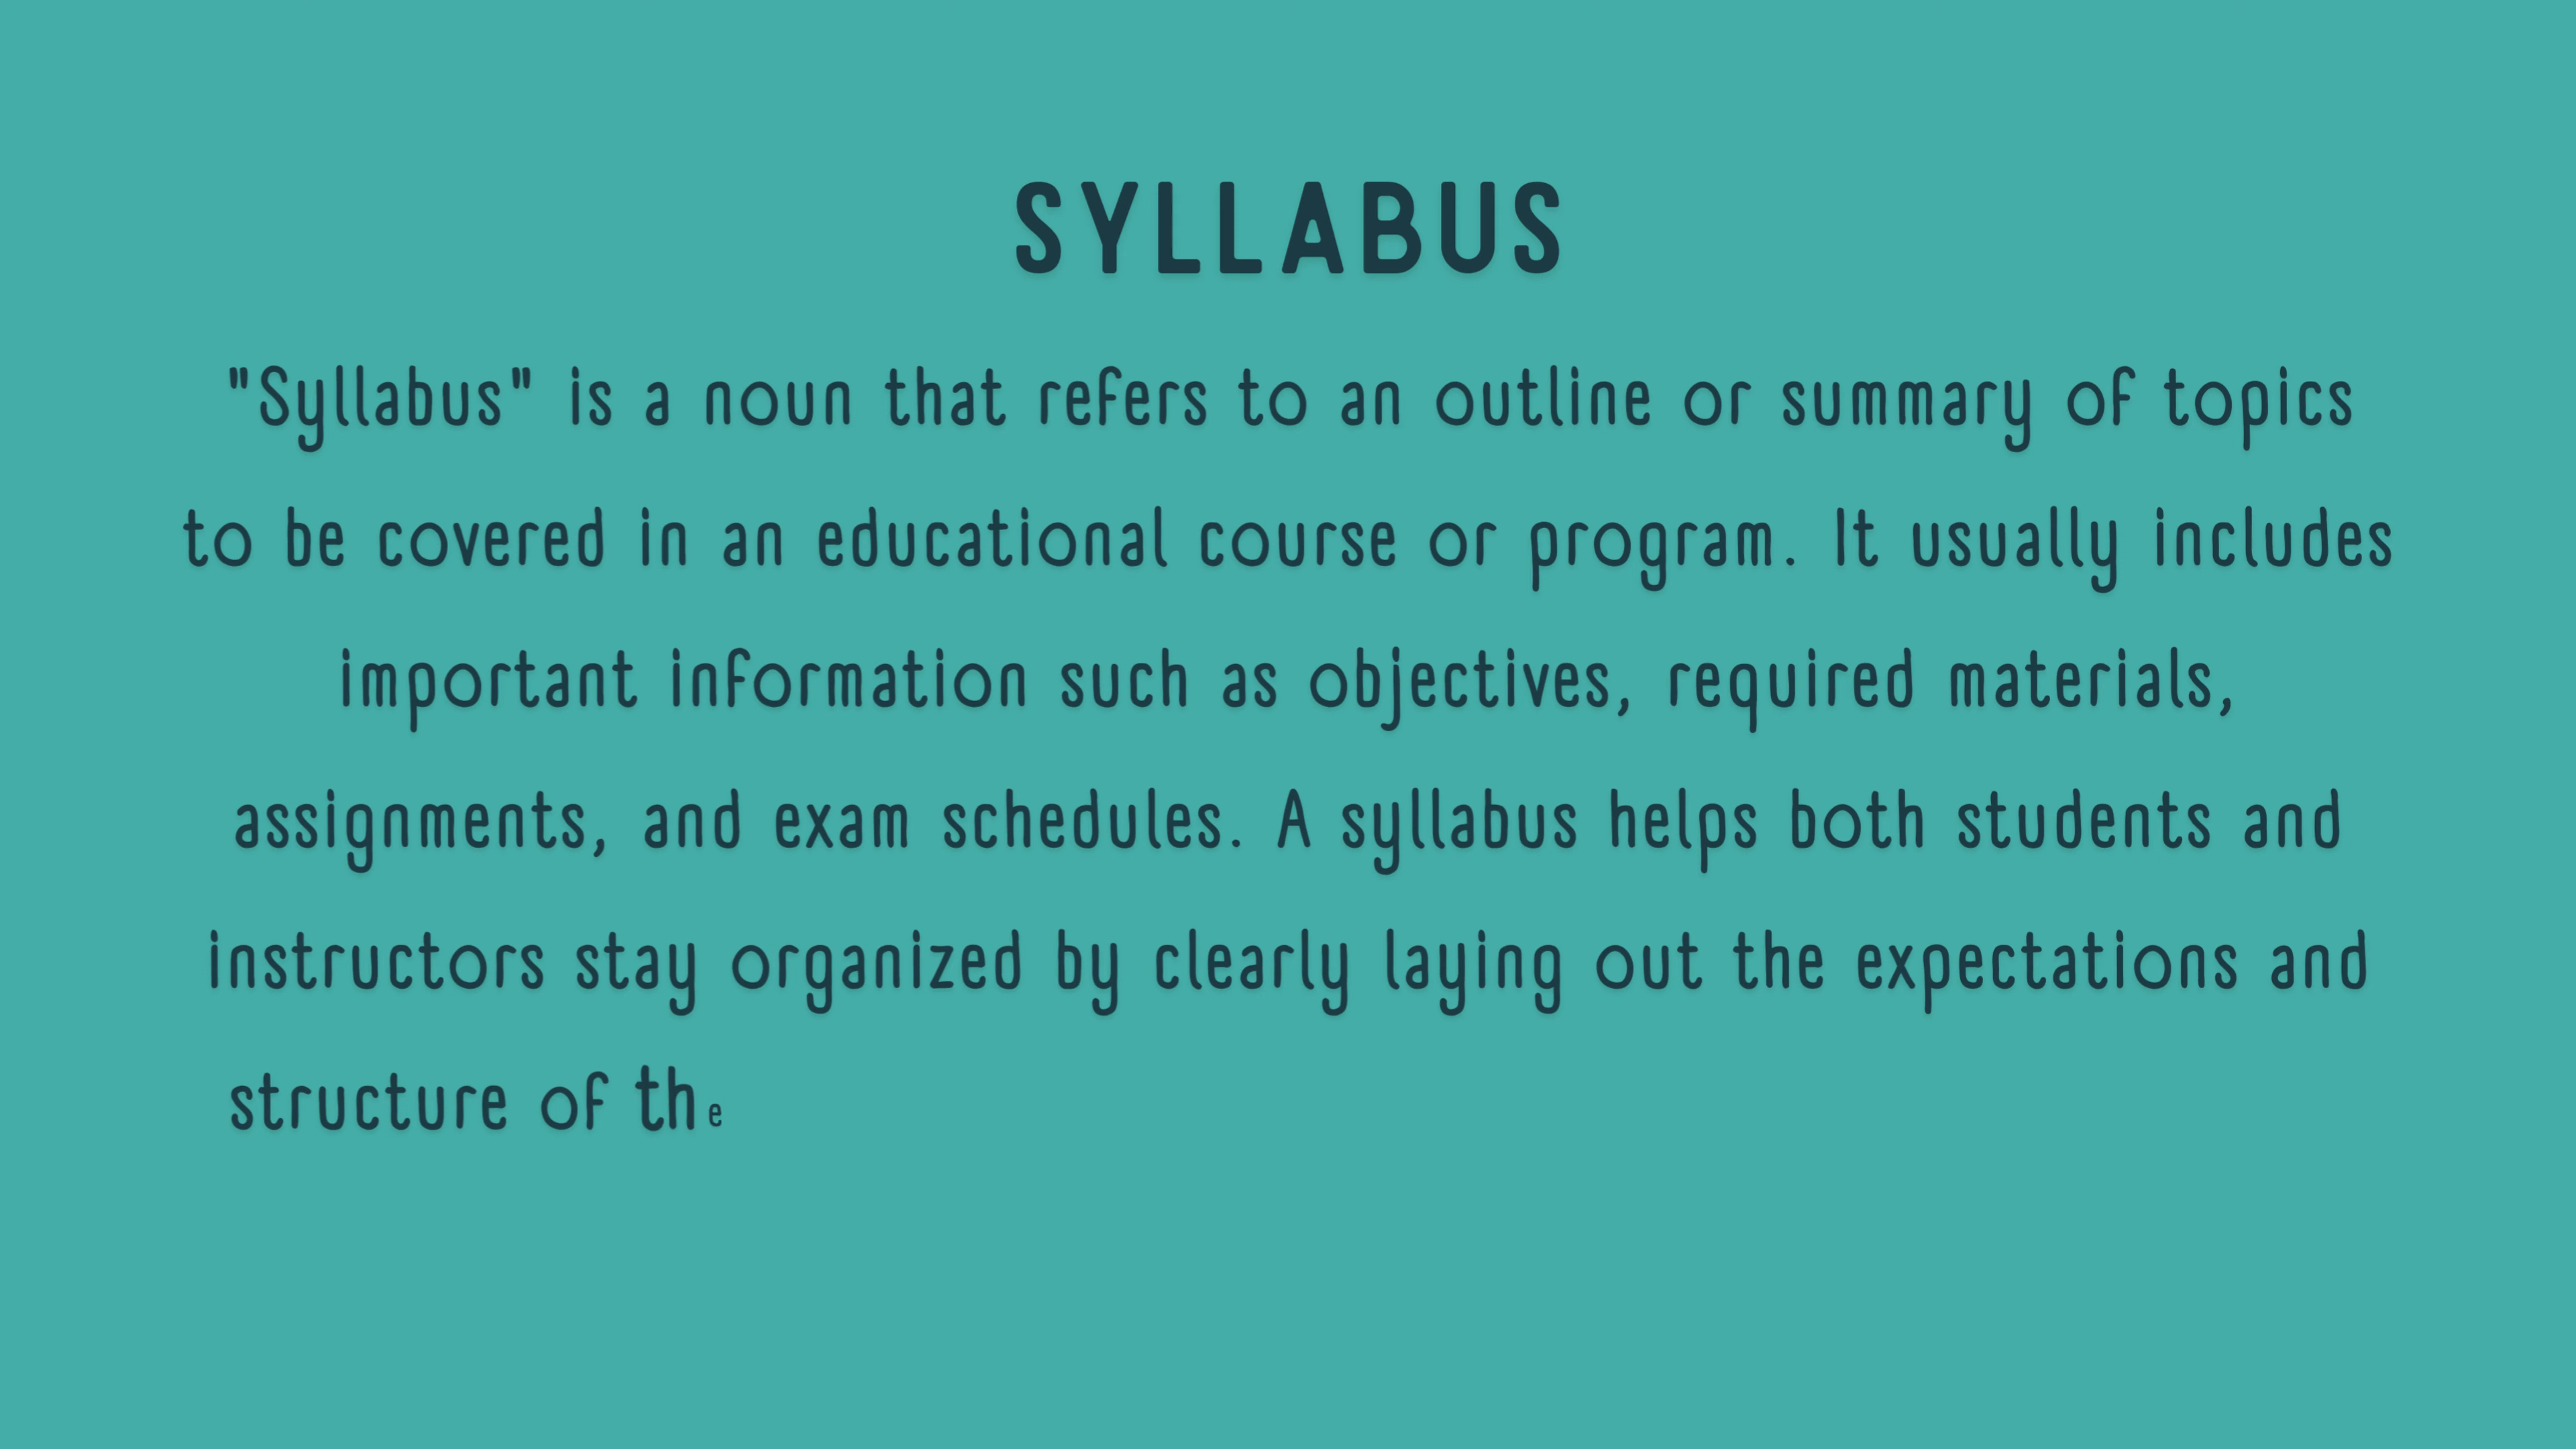 SYLLABUS
"Syllabus" is a noun that refers to an outline or summary of topics
to be covered in an educational course or program. It usually includes
important information such as objectives, required materials,
assignments, and exam schedules. A syllabus helps both students and
instructors stay organized by clearly laying out the expectations and
structure of the